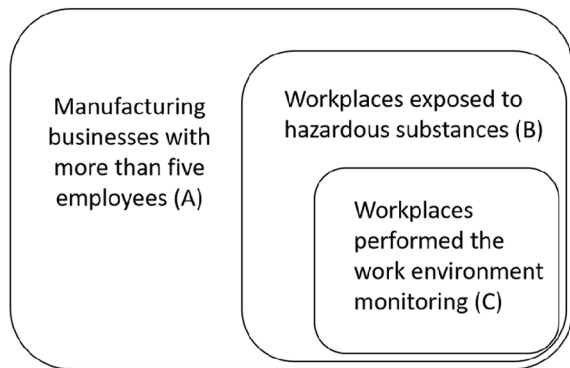 Manufacturing
businesses with
more than five
employees (A)
Workplaces exposed to
hazardous substances (B)
Workplaces
performed the
work environment
monitoring (C)